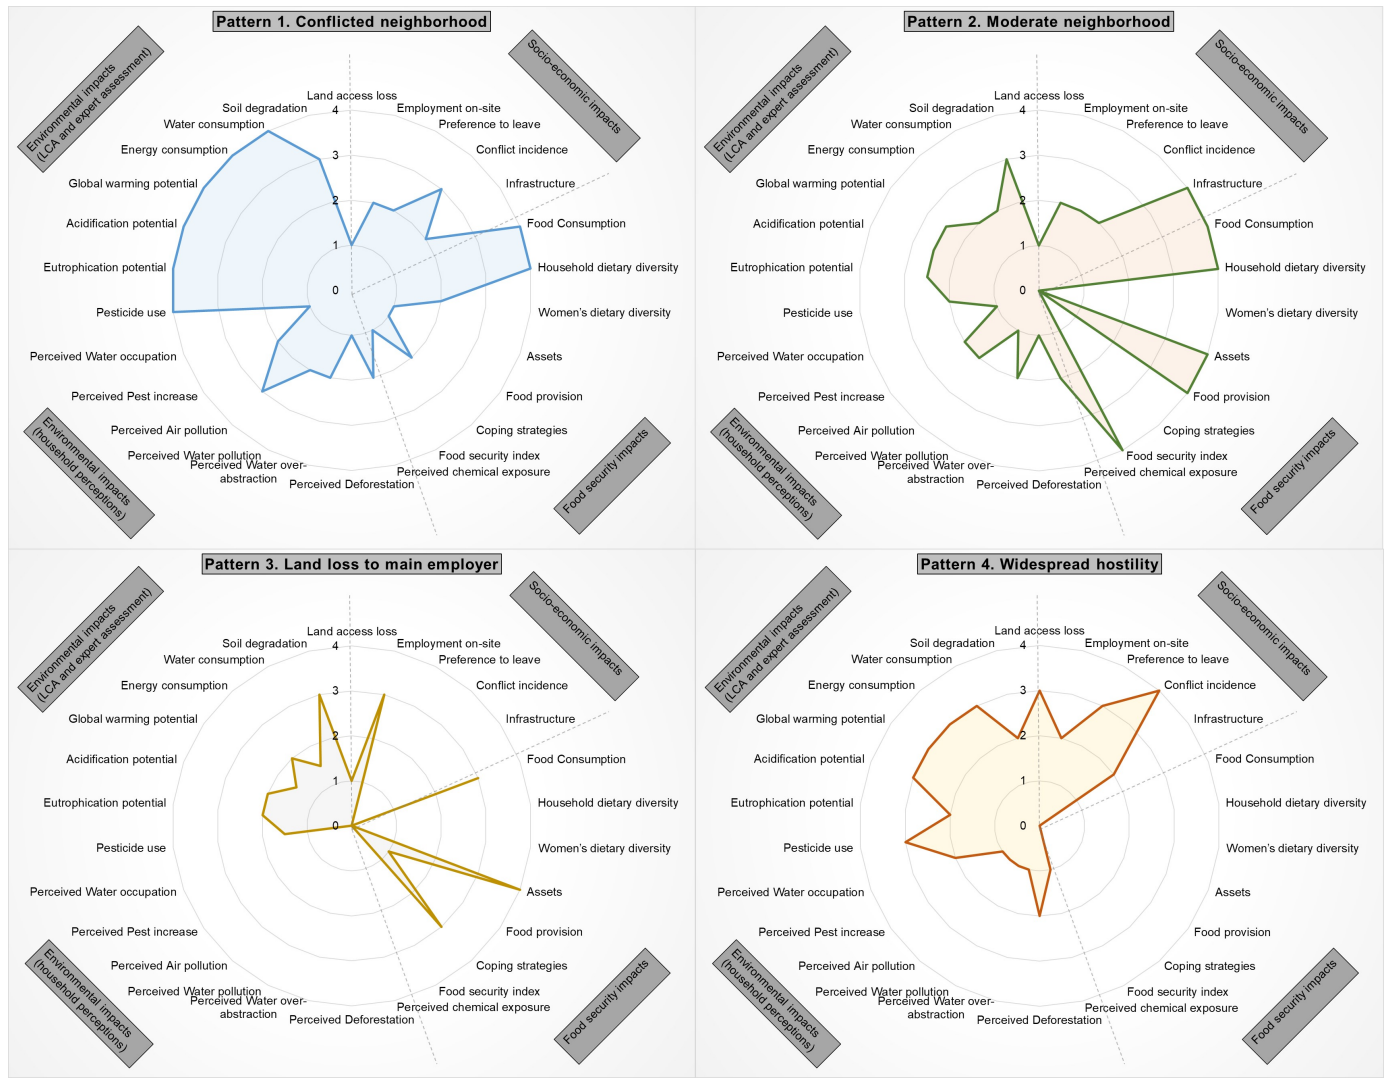 Pattern 1. Conflicted neighborhood
Environmental impacts
(LCA and expert assessment)
Socio-economic impacts
Land access loss
Soil degradation
Employment on-site
Water consumption
Preference to leave
Energy consumption
Conflict incidence
Global warming potential
Infrastructure
Acidification potential
Food Consumption
Eutrophication potential
Household dietary diversity
Pesticide use
Women's dietary diversity
Perceived Water occupation
Assets
Perceived Pest increase
Food provision
Perceived Air pollution
Coping strategies
Perceived Water pollution
Food security index
Perceived Water over-
abstraction
Perceived chemical exposure
Perceived Deforestation
4
3
2
1
0
Environmental impacts
(household perceptions)
Food security impacts
Pattern 2. Moderate neighborhood
Environmental impacts
(LCA and expert assessment)
Socio-economic impacts
Land access loss
Soil degradation
Employment on-site
Water consumption
Preference to leave
Energy consumption
Conflict incidence
Global warming potential
Infrastructure
Acidification potential
Food Consumption
Eutrophication potential
Household dietary diversity
Pesticide use
Women's dietary diversity
Perceived Water occupation
Assets
Perceived Pest increase
Food provision
Perceived Air pollution
Coping strategies
Perceived Water pollution
Food security index
Perceived Water over-
abstraction
Perceived chemical exposure
Perceived Deforestation
4
3
2
1
0
Environmental impacts
(household perceptions)
Food security impacts
Pattern 3. Land loss to main employer
Environmental impacts
(LCA and expert assessment)
Socio-economic impacts
Land access loss
Soil degradation
Employment on-site
Water consumption
Preference to leave
Energy consumption
Conflict incidence
Global warming potential
Infrastructure
Acidification potential
Food Consumption
Eutrophication potential
Household dietary diversity
Pesticide use
Women's dietary diversity
Perceived Water occupation
Assets
Perceived Pest increase
Food provision
Perceived Air pollution
Coping strategies
Perceived Water pollution
Food security index
Perceived Water over-
abstraction
Perceived chemical exposure
Perceived Deforestation
4
3
2
1
0
Environmental impacts
(household perceptions)
Food security impacts
Pattern 4. Widespread hostility
Environmental impacts
(LCA and expert assessment)
Socio-economic impacts
Land access loss
Soil degradation
Employment on-site
Water consumption
Preference to leave
Energy consumption
Conflict incidence
Global warming potential
Infrastructure
Acidification potential
Food Consumption
Eutrophication potential
Household dietary diversity
Pesticide use
Women's dietary diversity
Perceived Water occupation
Assets
Perceived Pest increase
Food provision
Perceived Air pollution
Coping strategies
Perceived Water pollution
Food security index
Perceived Water over-
abstraction
Perceived chemical exposure
Perceived Deforestation
4
3
2
1
0
Environmental impacts
(household perceptions)
Food security impacts